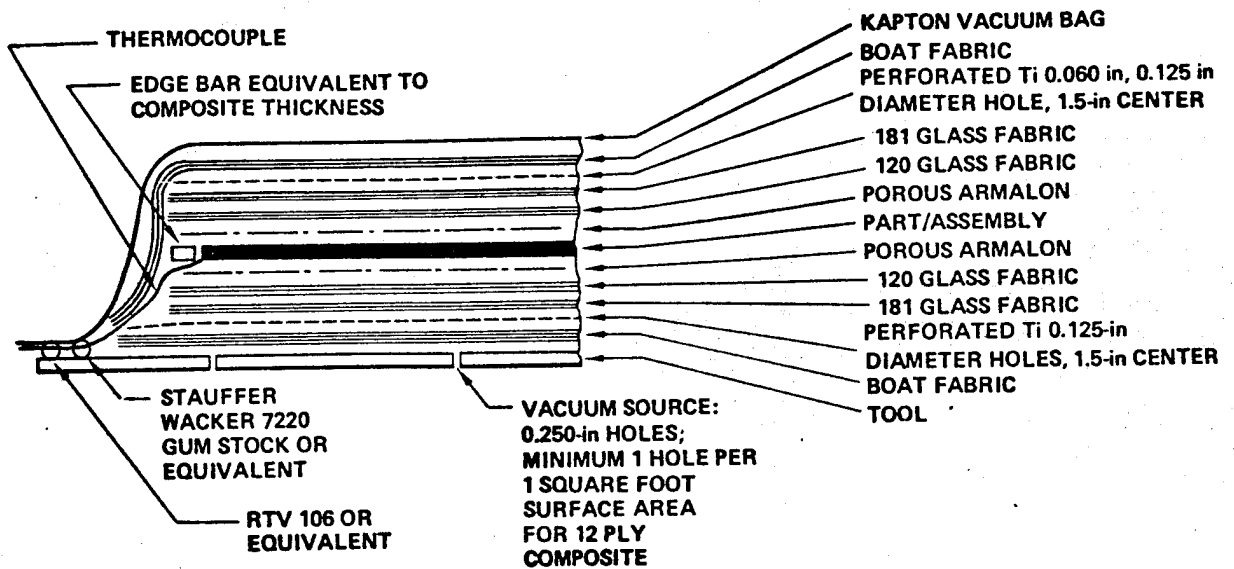 THERMOCOUPLE
EDGE BAR EQUIVALENT TO
COMPOSITE THICKNESS
KAPTON VACUUM BAG
BOAT FABRIC
PERFORATED Ti 0.060 in, 0.125 in
DIAMETER HOLE, 1.5-in CENTER
181 GLASS FABRIC
120 GLASS FABRIC
POROUS ARMALON
PART/ASSEMBLY
POROUS ARMALON
120 GLASS FABRIC
181 GLASS FABRIC
PERFORATED Ti 0.125-in
DIAMETER HOLES, 1.5-in CENTER
BOAT FABRIC
TOOL
STAUFFER
WACKER 7220
GUM STOCK OR
EQUIVALENT
RTV 106 OR
EQUIVALENT
VACUUM SOURCE:
0.250-in HOLES;
MINIMUM 1 HOLE PER
1 SQUARE FOOT
SURFACE AREA
FOR 12 PLY
COMPOSITE